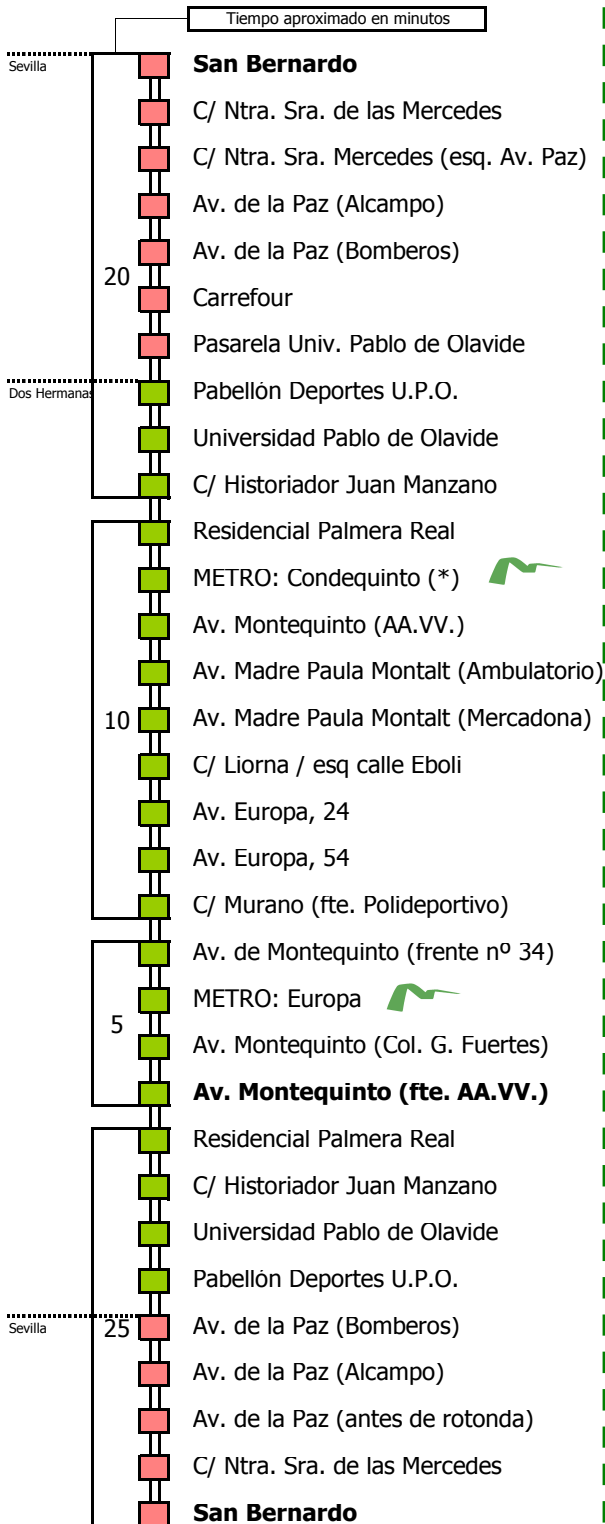 Tiempo aproximado en minutos
Sevilla
San Bernardo
C/ Ntra. Sra. de las Mercedes
C/ Ntra. Sra. Mercedes (esq. Av. Paz)
Av. de la Paz (Alcampo)
Av. de la Paz (Bomberos)
20
Carrefour
Pasarela Univ. Pablo de Olavide
Dos Hermanas
Pabellón Deportes U.P.O.
Universidad Pablo de Olavide
C/ Historiador Juan Manzano
Residencial Palmera Real
METRO: Condequinto (*)
Av. Montequinto (AA.VV.)
Av. Madre Paula Montalt (Ambulatorio)
10
Av. Madre Paula Montalt (Mercadona)
C/ Liorna / esq calle Eboli
Av. Europa, 24
Av. Europa, 54
C/ Murano (fte. Polideportivo)
Av. de Montequinto (frente nº 34)
METRO: Europa
5
Av. Montequinto (Col. G. Fuertes)
Av. Montequinto (fte. AA.VV.)
Residencial Palmera Real
C/ Historiador Juan Manzano
Universidad Pablo de Olavide
Pabellón Deportes U.P.O.
Sevilla
25
Av. de la Paz (Bomberos)
Av. de la Paz (Alcampo)
Av. de la Paz (antes de rotonda)
C/ Ntra. Sra. de las Mercedes
San Bernardo